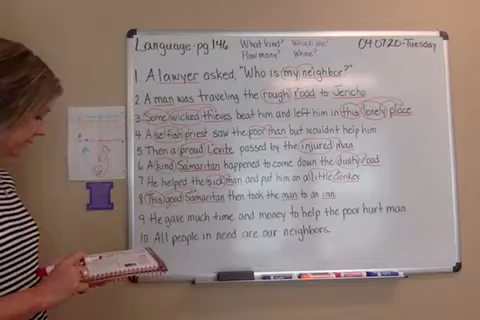 Language-pg 146 What kind? Which one? 040720-Tuesday
How many? Whose?
1. A lawyer asked, "Who is my neighbor?"
2 A man was traveling the rough road to Jericho.
3 Some wicked thieves beat him and left him in this lonely place
4 A selfish priest saw the poor man but wouldn't help him
5 Then a proud Levite passed by the injured man
6 A kind Samaritan happened to come down the dusty road
7 He helped the sick man and put him on a little donkey
8 This good Samaritan then took the man to an inn
9 He gave much time and money to help the poor hurt man
10 All people in need are our neighbors.